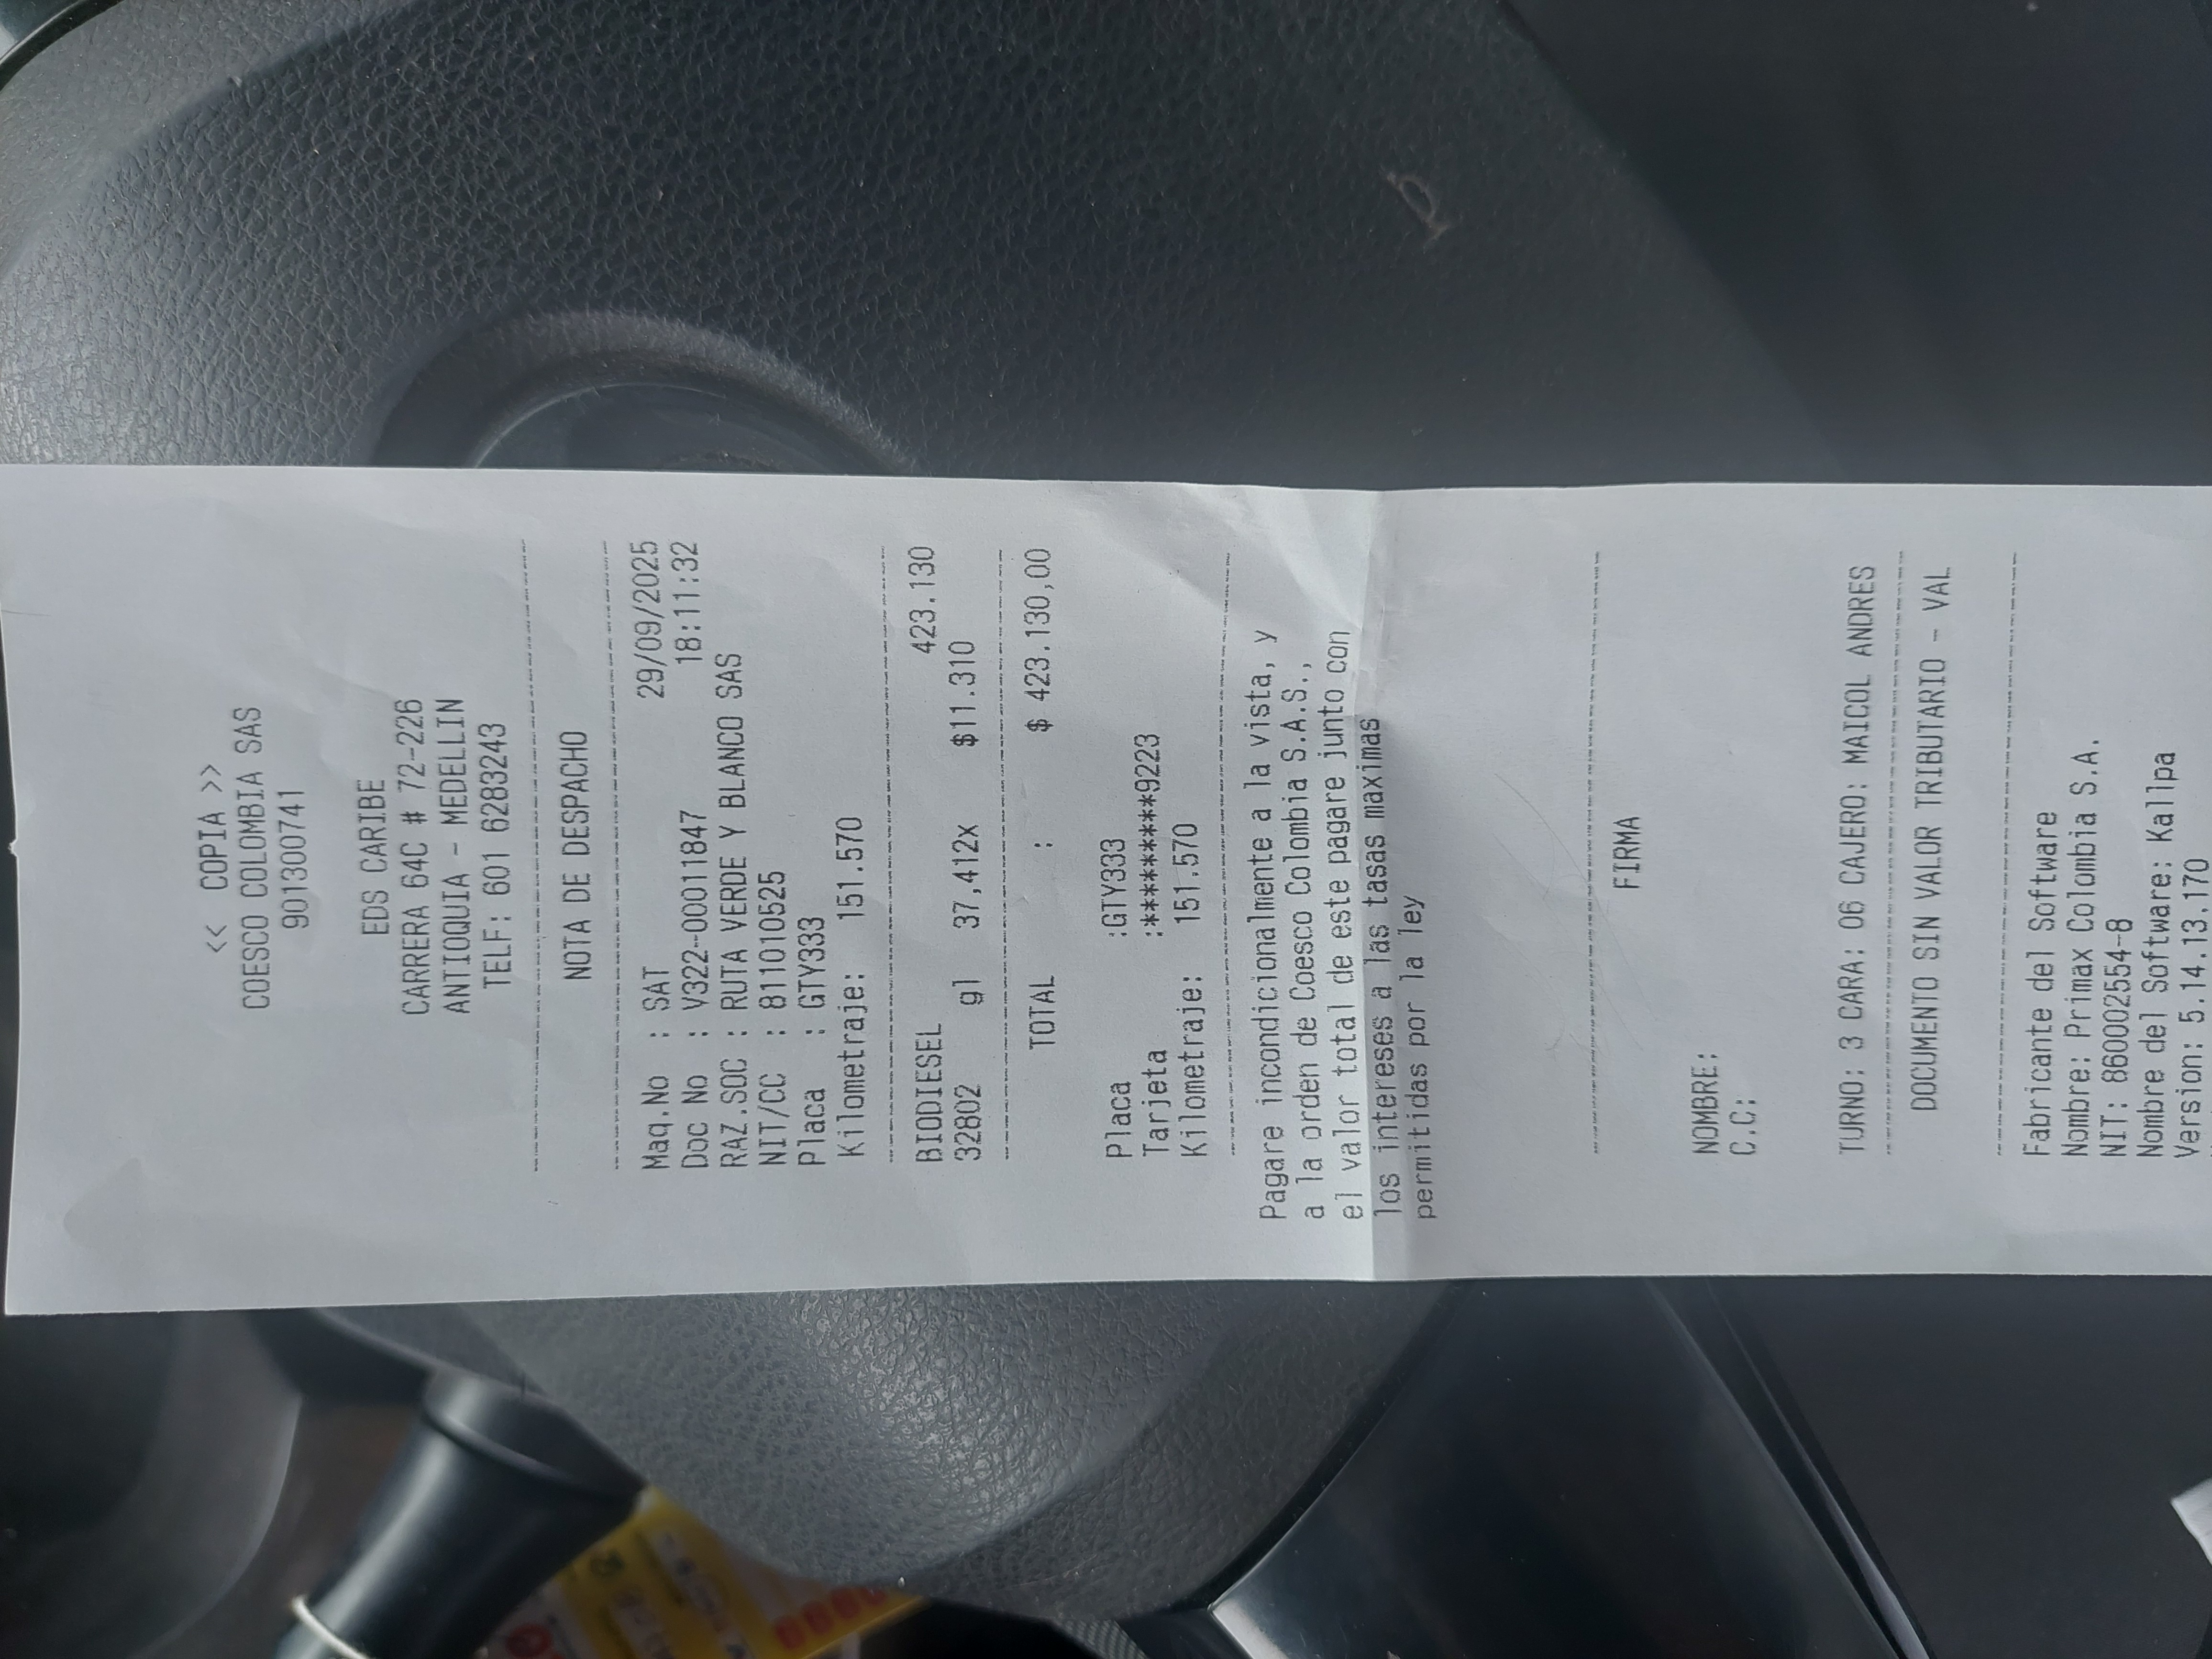 << COPIA >>
COESCO COLOMBIA SAS
901300741
EDS CARIBE
CARRERA 64C # 72-226
ANTIOQUIA - MEDELLIN
TELF: 601 6283243
NOTA DE DESPACHO
Maq.No : SAT 29/09/2025
Doc No : V322-00011847 18:11:32
RAZ.SOC : RUTA VERDE Y BLANCO SAS
NIT/CC : 811010525
Placa : GTY333
Kilometraje: 151.570
BIODIESEL 423.130
32802 gl 37,412x $11.310
TOTAL : $ 423.130,00
Placa :GTY333
Tarjeta :********9223
Kilometraje: 151.570
Pagare incondicionalmente a la vista, y
a la orden de Coesco Colombia S.A.S.,
el valor total de este pagare junto con
los intereses a las tasas maximas
permitidas por la ley
FIRMA
NOMBRE:
C.C:
TURNO: 3 CARA: 06 CAJERO: MAICOL ANDRES
DOCUMENTO SIN VALOR TRIBUTARIO - VAL
Fabricante del Software
Nombre: Primax Colombia S.A.
NIT: 860002554-8
Nombre del Software: Kallpa
Version: 5.14.13.170